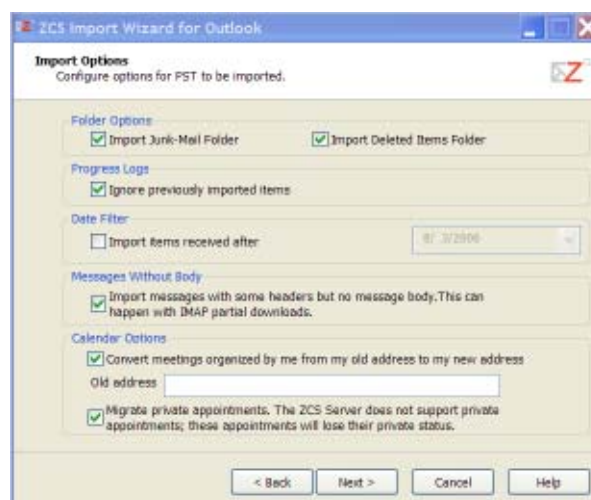 ZCS Import Wizard for Outlook
Import Options
Configure options for PST to be imported.
Z
Folder Options
Import Junk-Mail Folder Import Deleted Items Folder
Progress Logs
Ignore previously imported items
Date Filter
Import items received after 8/ 3/2006
Messages Without Body
Import messages with some headers but no message body.This can
happen with IMAP partial downloads.
Calendar Options
Convert meetings organized by me from my old address to my new address
Old address
Migrate private appointments. The ZCS Server does not support private
appointments; these appointments will lose their private status.
< Back Next > Cancel Help